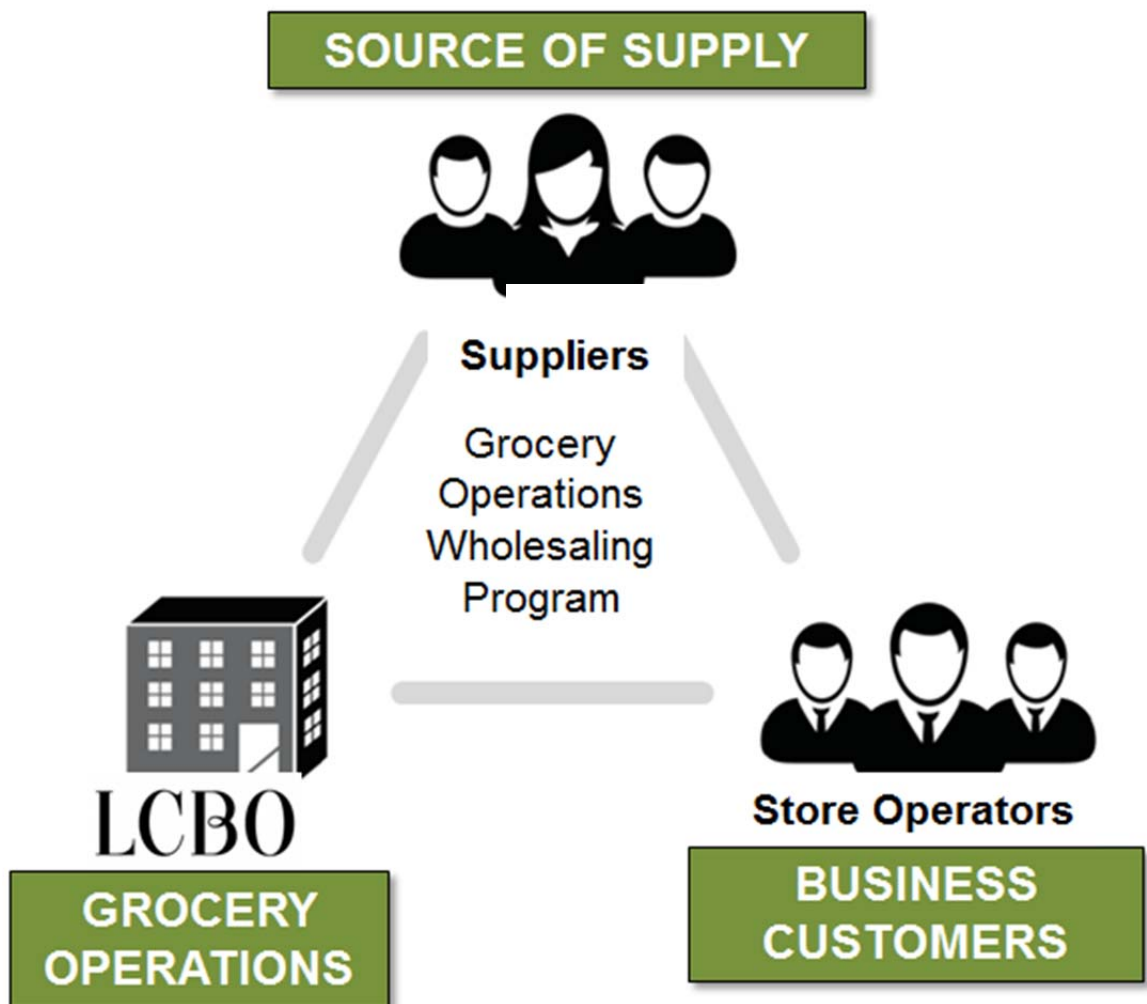 SOURCE OF SUPPLY
Suppliers
Grocery
Operations
Wholesaling
Program
LCBO
GROCERY
OPERATIONS
Store Operators
BUSINESS
CUSTOMERS